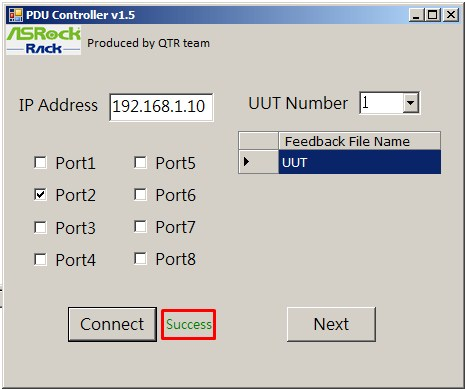 PDU Controller v1.5
ASRock
Rack
Produced by QTR team
IP Address 192.168.1.10
UUT Number 1
Feedback File Name
UUT
Port1 Port5
Port2 Port6
Port3 Port7
Port4 Port8
Connect Success Next